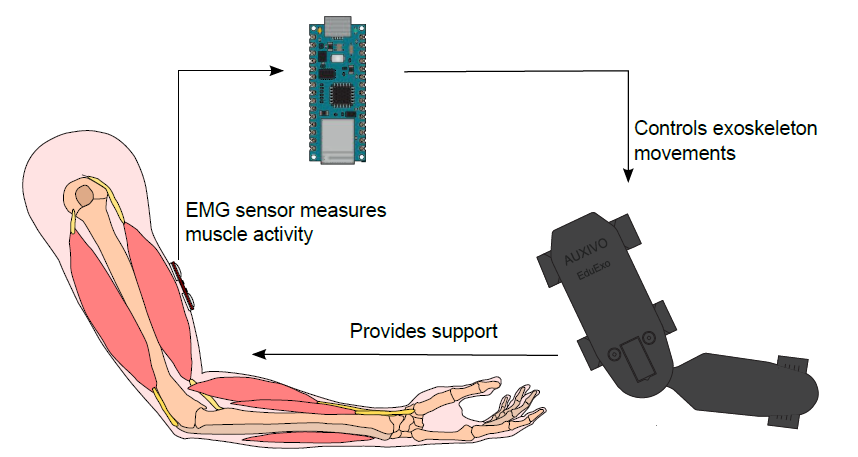 Controls exoskeleton
movements
EMG sensor measures
muscle activity
AUXIVO
EduExo
Provides support